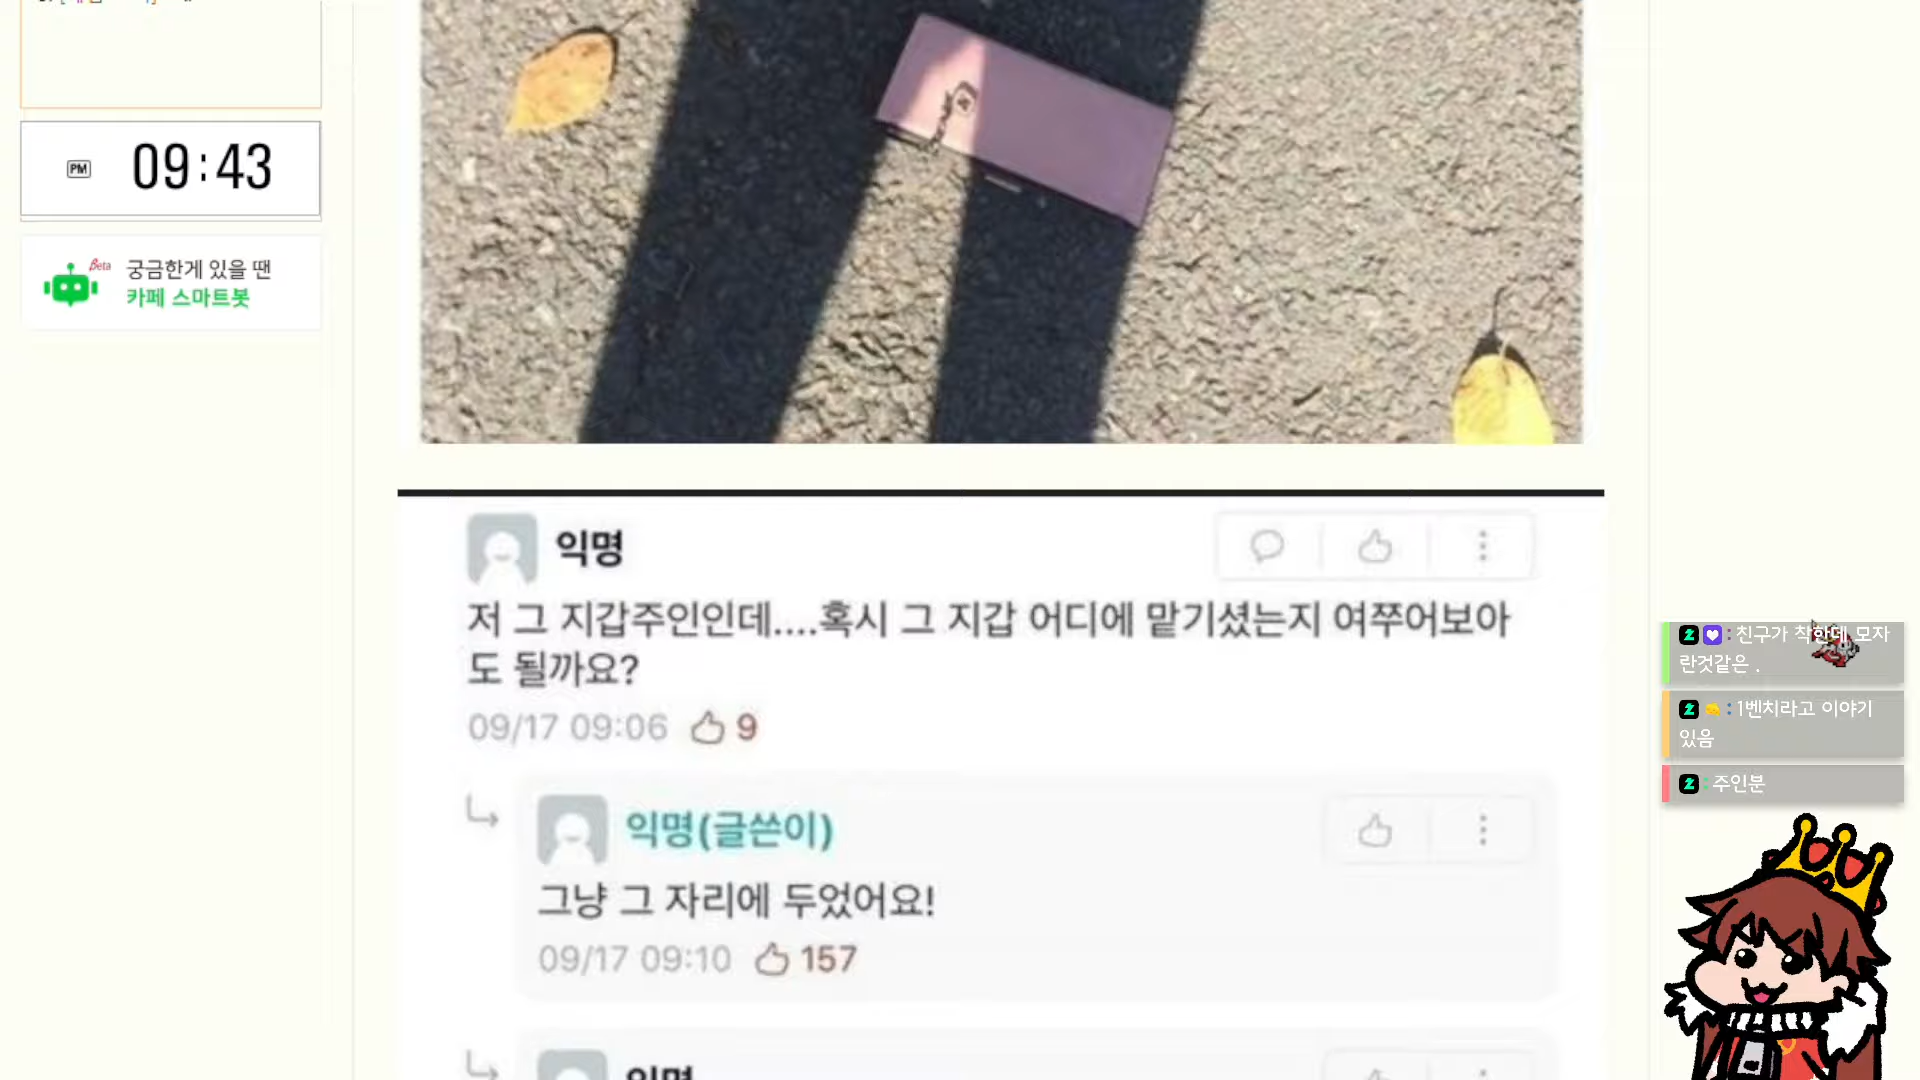 PM 09:43
Beta
궁금한게 있을 땐
카페 스마트봇
익명
저 그 지갑주인인데....혹시 그 지갑 어디에 맡기셨는지 여쭈어보아
도 될까요?
09/17 09:06 9
익명(글쓴이)
그냥 그 자리에 두었어요!
09/17 09:10 157
익명
: 친구가 착한데 모자
란것같은 .
: 1벤치라고 이야기
있음
: 주인분